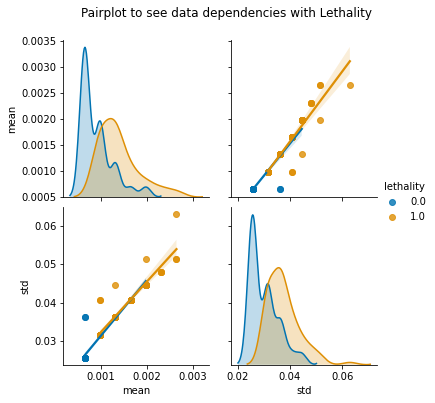 Pairplot to see data dependencies with Lethality
0.0035
0.0030
0.0025
0.0020
0.0015
0.0010
0.0005
mean
lethality
0.0
1.0
0.06
0.05
0.04
0.03
std
0.001 0.002 0.003
0.02 0.04 0.06
mean
std